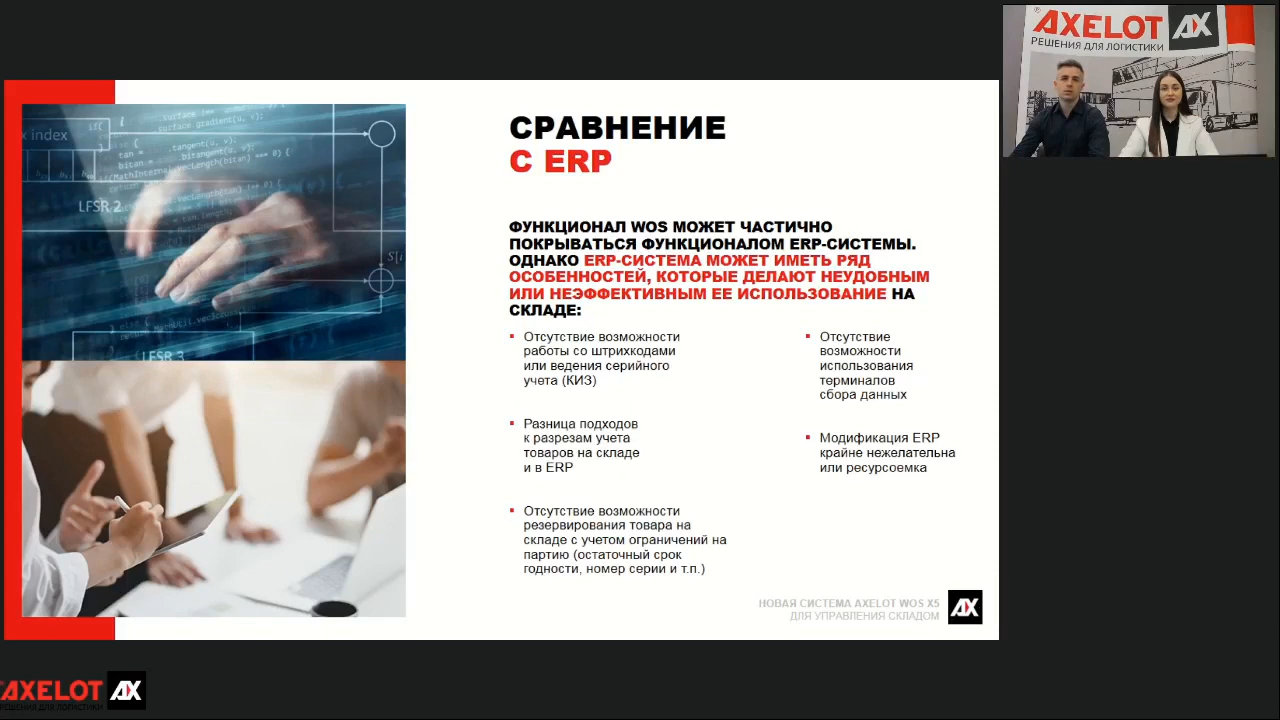 AXELOT
РЕШЕНИЯ ДЛЯ ЛОГИСТИКИ
СРАВНЕНИЕ
С ERP
ФУНКЦИОНАЛ WOS МОЖЕТ ЧАСТИЧНО
ПОКРЫВАТЬСЯ ФУНКЦИОНАЛОМ ERP-СИСТЕМЫ.
ОДНАКО ERP-СИСТЕМА МОЖЕТ ИМЕТЬ РЯД
ОСОБЕННОСТЕЙ, КОТОРЫЕ ДЕЛАЮТ НЕУДОБНЫМ
ИЛИ НЕЭФФЕКТИВНЫМ ЕЕ ИСПОЛЬЗОВАНИЕ НА
СКЛАДЕ:
Отсутствие возможности
работы со штрихкодами
или ведения серийного
учета (КИЗ)
Разница подходов
к разрезам учета
товаров на складе
и в ERP
Отсутствие возможности
резервирования товара на
складе с учетом ограничений на
партию (остаточный срок
годности, номер серии и т.п.)
Отсутствие
возможности
использования
терминалов
сбора данных
Модификация ERP
крайне нежелательна
или ресурсоемка
НОВАЯ СИСТЕМА AXELOT WOS X5
ДЛЯ УПРАВЛЕНИЯ СКЛАДОМ
AX
index
LFSR 2
LFSR 3
AXELOT AX
РЕШЕНИЯ ДЛЯ ЛОГИСТИКИ